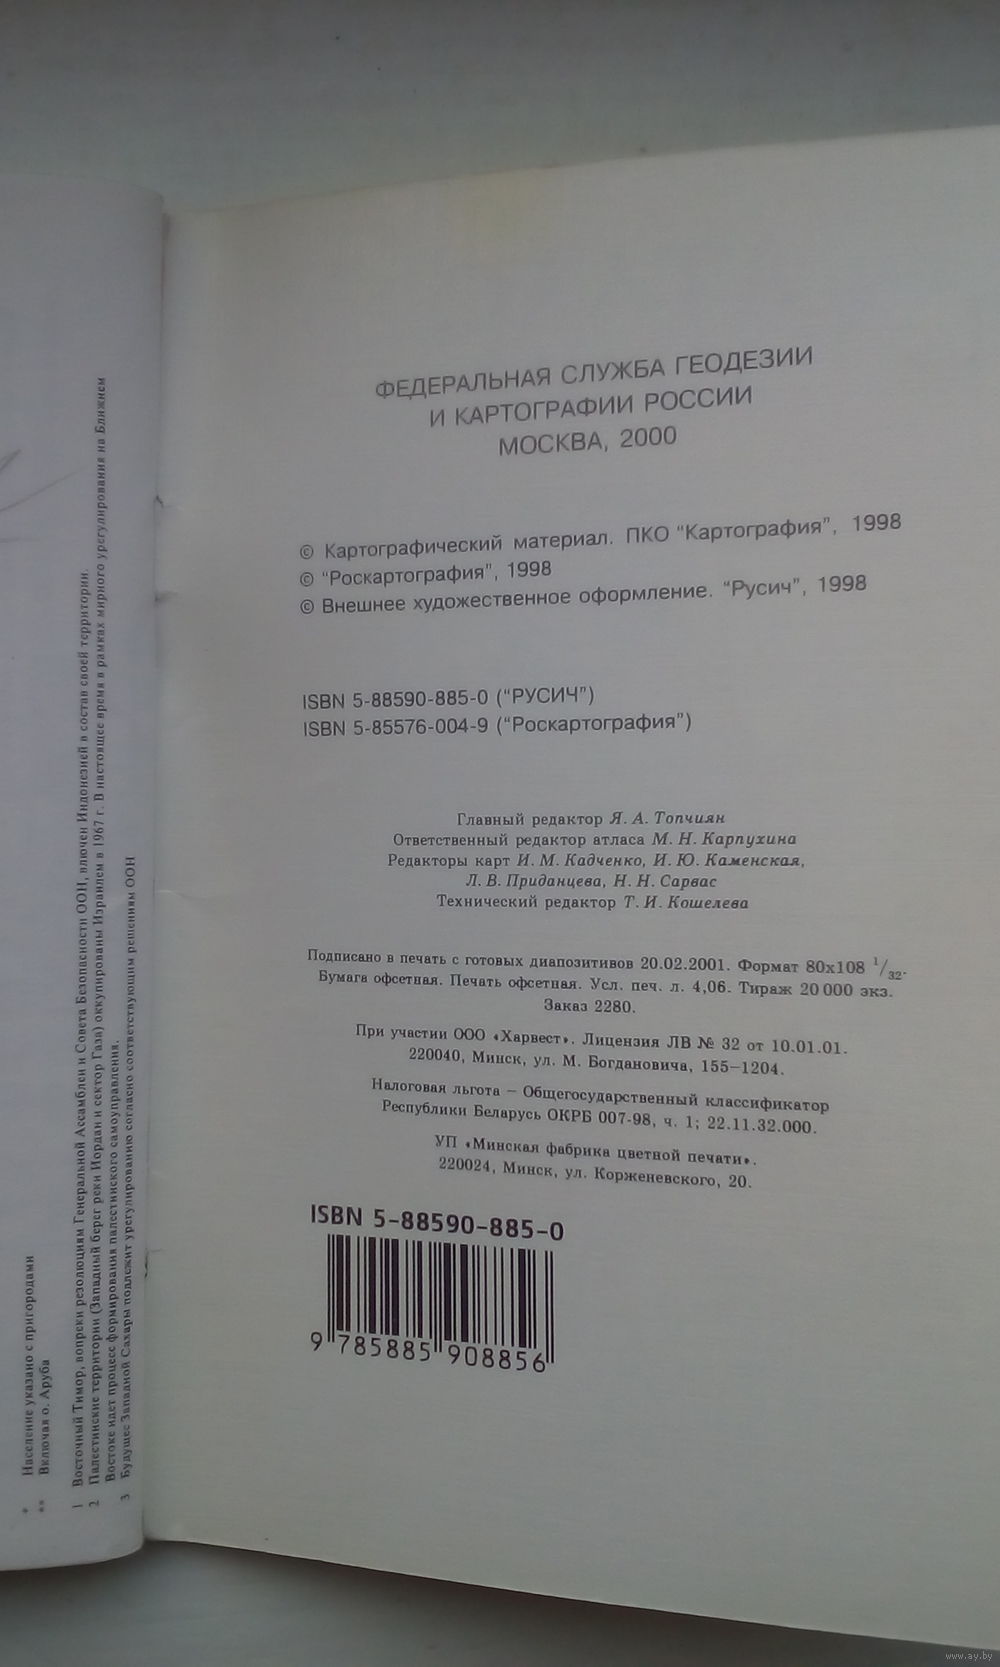 * Население указано с пригородами
** Включая о. Аруба
1 Восточный Тимор, вопреки резолюциям Генеральной Ассамблеи и Совета Безопасности ООН, влючен Индонезией в состав своей территории.
2 Палестинские территории (Западный берег реки Иордан и сектор Газа) оккупированы Израилем в 1967 г. В настоящее время в рамках мирного урегулирования на Ближнем
Востоке идет процесс формирования палестинского самоуправления.
3 Будущее Западной Сахары подлежит урегулированию согласно соответствующим решениям ООН
ФЕДЕРАЛЬНАЯ СЛУЖБА ГЕОДЕЗИИ
И КАРТОГРАФИИ РОССИИ
МОСКВА, 2000
© Картографический материал. ПКО “Картография”, 1998
© “Роскартография”, 1998
© Внешнее художественное оформление. “Русич”, 1998
ISBN 5-88590-885-0 (“РУСИЧ”)
ISBN 5-85576-004-9 (“Роскартография”)
Главный редактор Я. А. Топчиян
Ответственный редактор атласа М. Н. Карпухина
Редакторы карт И. М. Кадченко, И. Ю. Каменская,
Л. В. Приданцева, Н. Н. Сарвас
Технический редактор Т. И. Кошелева
Подписано в печать с готовых диапозитивов 20.02.2001. Формат 80х108 1/32.
Бумага офсетная. Печать офсетная. Усл. печ. л. 4,06. Тираж 20 000 экз.
Заказ 2280.
При участии ООО «Харвест». Лицензия ЛВ № 32 от 10.01.01.
220040, Минск, ул. М. Богдановича, 155–1204.
Налоговая льгота – Общегосударственный классификатор
Республики Беларусь ОКРБ 007-98, ч. 1; 22.11.32.000.
УП «Минская фабрика цветной печати».
220024, Минск, ул. Корженевского, 20.
ISBN 5-88590-885-0
9 785885 908856
www.ay.by